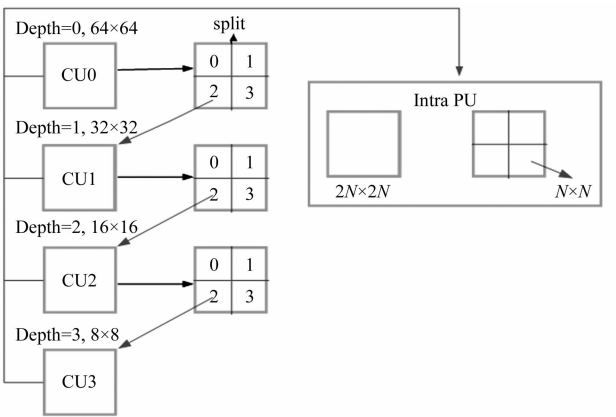 Depth=0, 64×64
split
CU0
0 1
2 3
Intra PU
2N×2N
N×N
Depth=1, 32×32
CU1
0 1
2 3
Depth=2, 16×16
CU2
0 1
2 3
Depth=3, 8×8
CU3